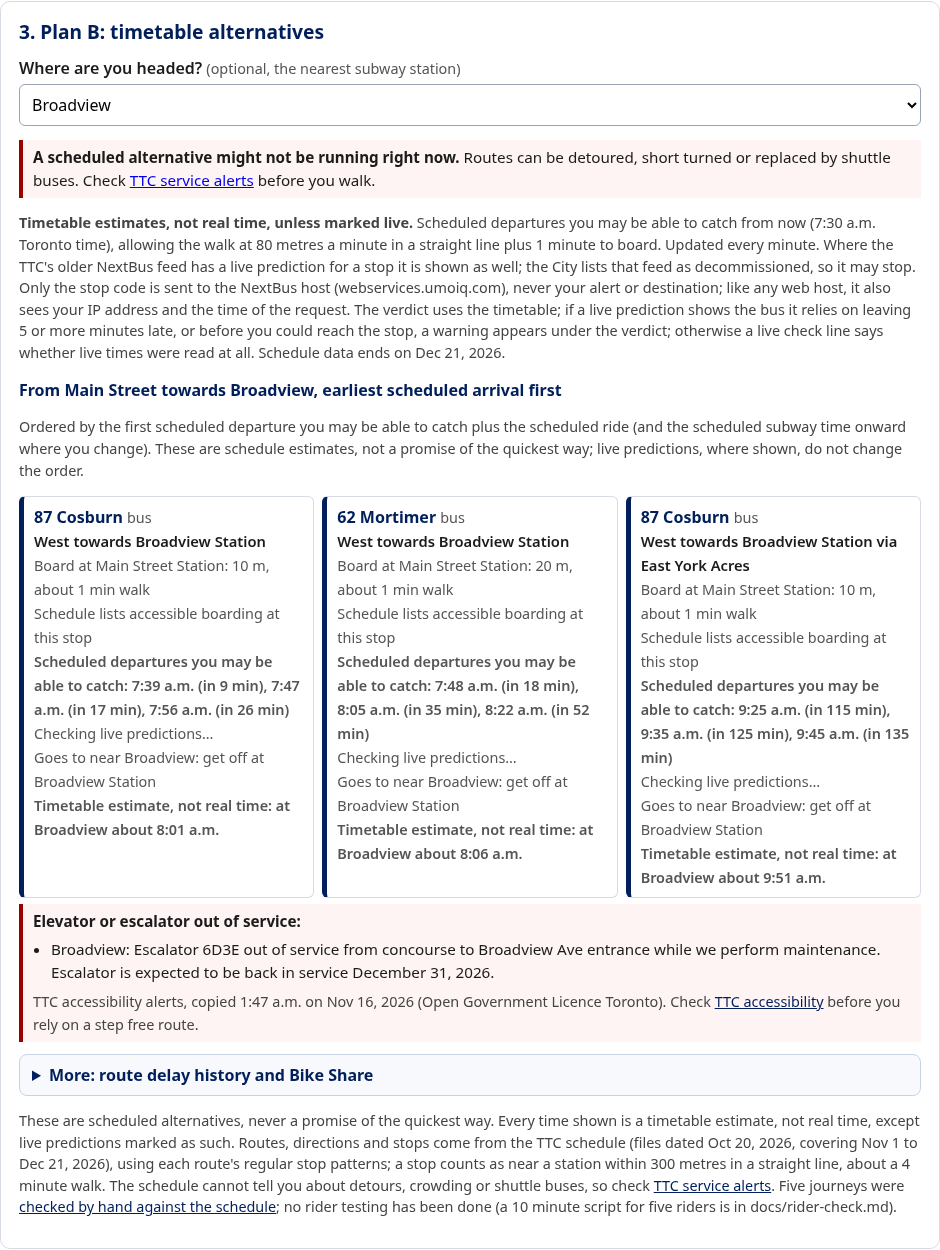 3. Plan B: timetable alternatives
Where are you headed? (optional, the nearest subway station)
Broadview
A scheduled alternative might not be running right now. Routes can be detoured, short turned or replaced by shuttle
buses. Check TTC service alerts before you walk.
Timetable estimates, not real time, unless marked live. Scheduled departures you may be able to catch from now (7:30 a.m.
Toronto time), allowing the walk at 80 metres a minute in a straight line plus 1 minute to board. Updated every minute. Where the
TTC's older NextBus feed has a live prediction for a stop it is shown as well; the City lists that feed as decommissioned, so it may stop.
Only the stop code is sent to the NextBus host (webservices.umoiq.com), never your alert or destination; like any web host, it also
sees your IP address and the time of the request. The verdict uses the timetable; if a live prediction shows the bus it relies on leaving
5 or more minutes late, or before you could reach the stop, a warning appears under the verdict; otherwise a live check line says
whether live times were read at all. Schedule data ends on Dec 21, 2026.
From Main Street towards Broadview, earliest scheduled arrival first
Ordered by the first scheduled departure you may be able to catch plus the scheduled ride (and the scheduled subway time onward
where you change). These are schedule estimates, not a promise of the quickest way; live predictions, where shown, do not change
the order.
87 Cosburn bus
West towards Broadview Station
Board at Main Street Station: 10 m,
about 1 min walk
Schedule lists accessible boarding at
this stop
Scheduled departures you may be
able to catch: 7:39 a.m. (in 9 min), 7:47
a.m. (in 17 min), 7:56 a.m. (in 26 min)
Checking live predictions...
Goes to near Broadview: get off at
Broadview Station
Timetable estimate, not real time: at
Broadview about 8:01 a.m.
62 Mortimer bus
West towards Broadview Station
Board at Main Street Station: 20 m,
about 1 min walk
Schedule lists accessible boarding at
this stop
Scheduled departures you may be
able to catch: 7:48 a.m. (in 18 min),
8:05 a.m. (in 35 min), 8:22 a.m. (in 52
min)
Checking live predictions...
Goes to near Broadview: get off at
Broadview Station
Timetable estimate, not real time: at
Broadview about 8:06 a.m.
87 Cosburn bus
West towards Broadview Station via
East York Acres
Board at Main Street Station: 10 m,
about 1 min walk
Schedule lists accessible boarding at
this stop
Scheduled departures you may be
able to catch: 9:25 a.m. (in 115 min),
9:35 a.m. (in 125 min), 9:45 a.m. (in 135
min)
Checking live predictions...
Goes to near Broadview: get off at
Broadview Station
Timetable estimate, not real time: at
Broadview about 9:51 a.m.
Elevator or escalator out of service:
• Broadview: Escalator 6D3E out of service from concourse to Broadview Ave entrance while we perform maintenance.
Escalator is expected to be back in service December 31, 2026.
TTC accessibility alerts, copied 1:47 a.m. on Nov 16, 2026 (Open Government Licence Toronto). Check TTC accessibility before you
rely on a step free route.
More: route delay history and Bike Share
These are scheduled alternatives, never a promise of the quickest way. Every time shown is a timetable estimate, not real time, except
live predictions marked as such. Routes, directions and stops come from the TTC schedule (files dated Oct 20, 2026, covering Nov 1 to
Dec 21, 2026), using each route's regular stop patterns; a stop counts as near a station within 300 metres in a straight line, about a 4
minute walk. The schedule cannot tell you about detours, crowding or shuttle buses, so check TTC service alerts. Five journeys were
checked by hand against the schedule; no rider testing has been done (a 10 minute script for five riders is in docs/rider-check.md).